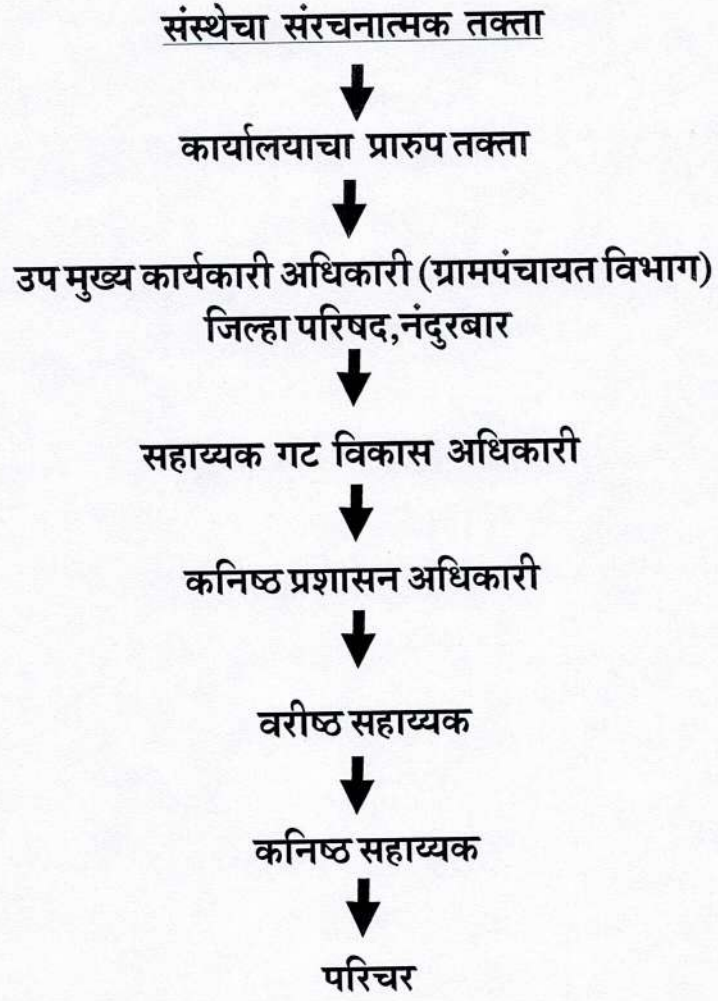 संस्थेचा संरचनात्मक तक्ता
कार्यालयाचा प्रारुप तक्ता
उप मुख्य कार्यकारी अधिकारी (ग्रामपंचायत विभाग)
जिल्हा परिषद,नंदुरबार
सहाय्यक गट विकास अधिकारी
कनिष्ठ प्रशासन अधिकारी
वरीष्ठ सहाय्यक
कनिष्ठ सहाय्यक
परिचर